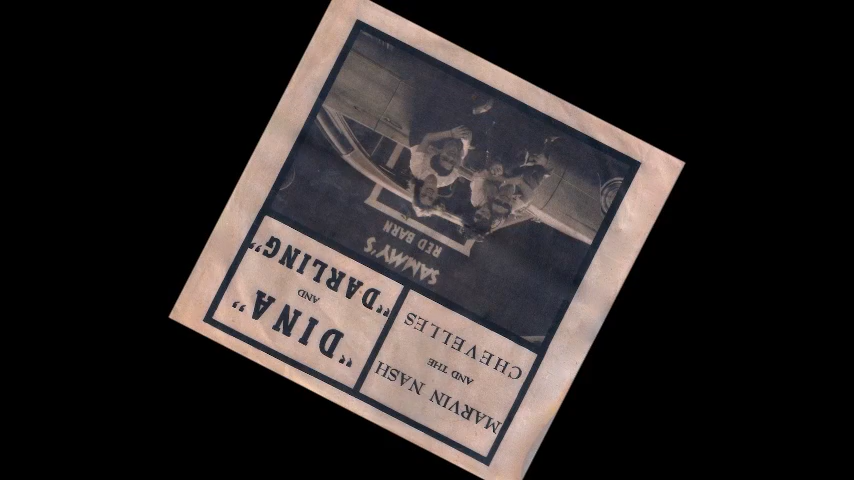 MARVIN NASH
AND THE
CHEVELLES
"DINA"
AND
"DARLING"
SAMMY'S
RED BARN